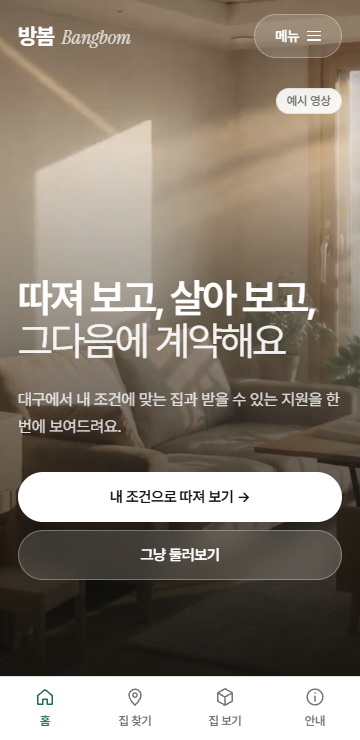 방봄 Bangbom
메뉴
예시 영상
따져 보고, 살아 보고,
그다음에 계약해요
대구에서 내 조건에 맞는 집과 받을 수 있는 지원을 한
번에 보여드려요.
내 조건으로 따져 보기 →
그냥 둘러보기
홈 집 찾기 집 보기 안내